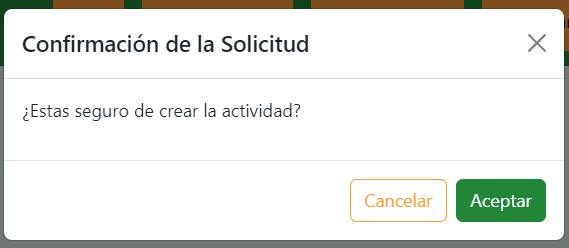 Confirmación de la Solicitud
¿Estas seguro de crear la actividad?
Cancelar
Aceptar